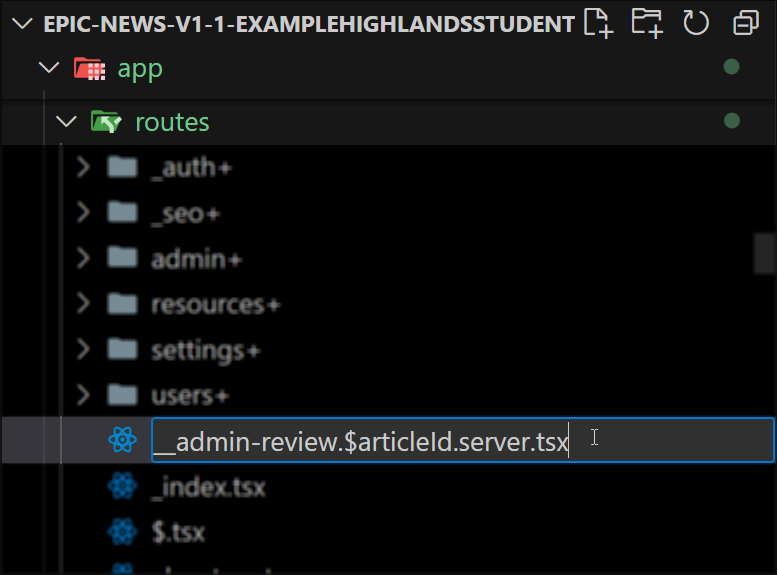 EPIC-NEWS-V1-1-EXAMPLEHIGHLANDSSTUDENT
app
routes
_auth+
_seo+
admin+
resources+
settings+
users+
__admin-review.$articleId.server.tsx
_index.tsx
$.tsx